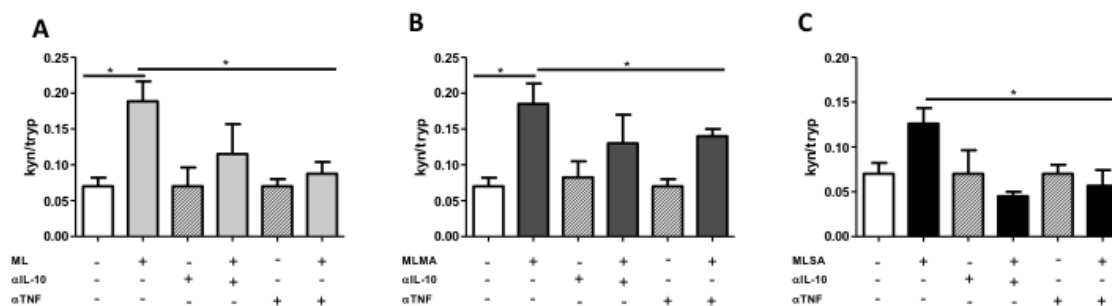 A
kyn/tryp
0.25
0.20
0.15
0.10
0.05
0.00
* *
ML - + - + - +
αIL-10 - - + + - -
αTNF - - - - + +
B
kyn/tryp
0.25
0.20
0.15
0.10
0.05
0.00
* *
MLMA - + - + - +
αIL-10 - - + + - -
αTNF - - - - + +
C
kyn/tryp
0.20
0.15
0.10
0.05
0.00
*
MLSA - + - + - +
αIL-10 - - + + - -
αTNF - - - - + +